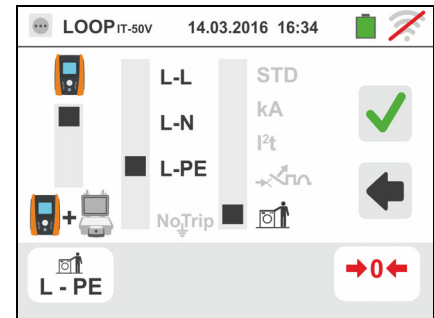 LOOP IT-50V 14.03.2016 16:34
L-L STD
L-N kA
I²t
L-PE
NoTrip
+
L - PE
→0←